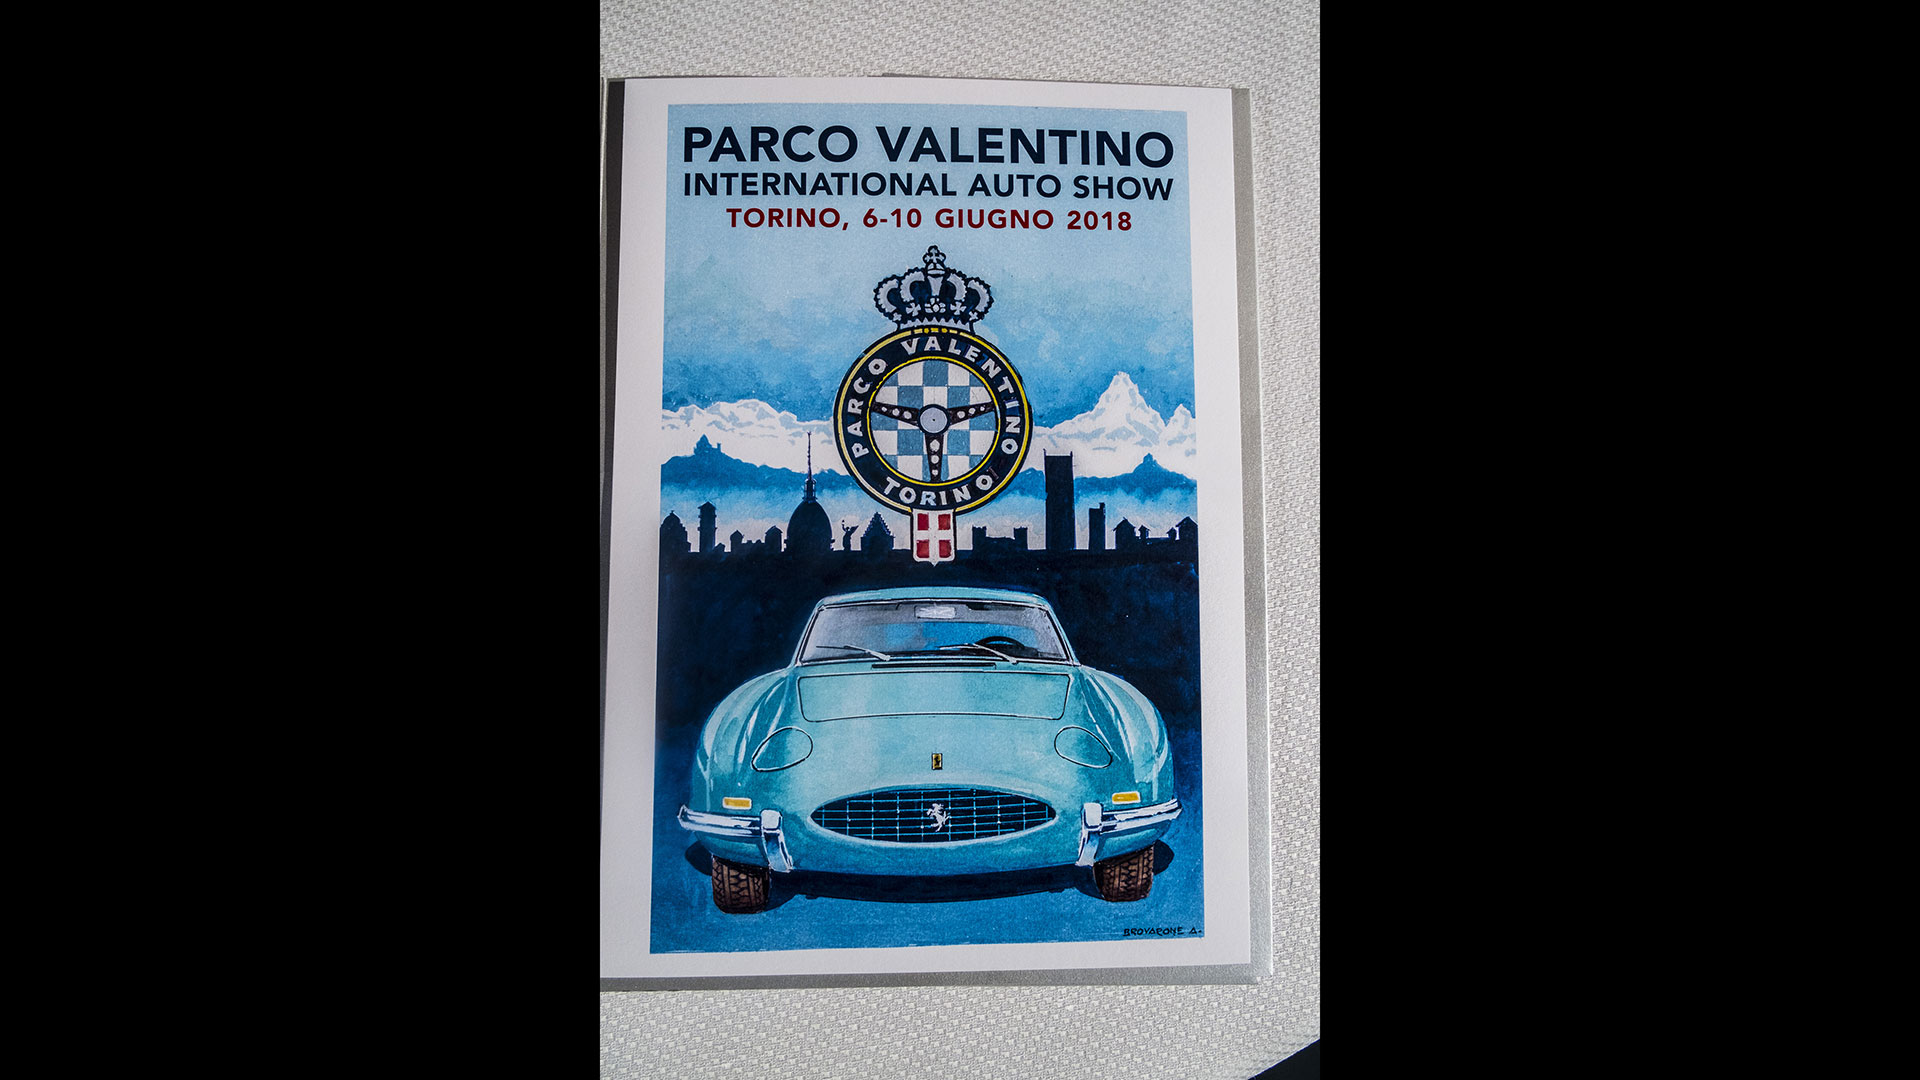 PARCO VALENTINO
INTERNATIONAL AUTO SHOW
TORINO, 6-10 GIUGNO 2018
PARCO VALENTINO
TORINO
BROVARONE A.